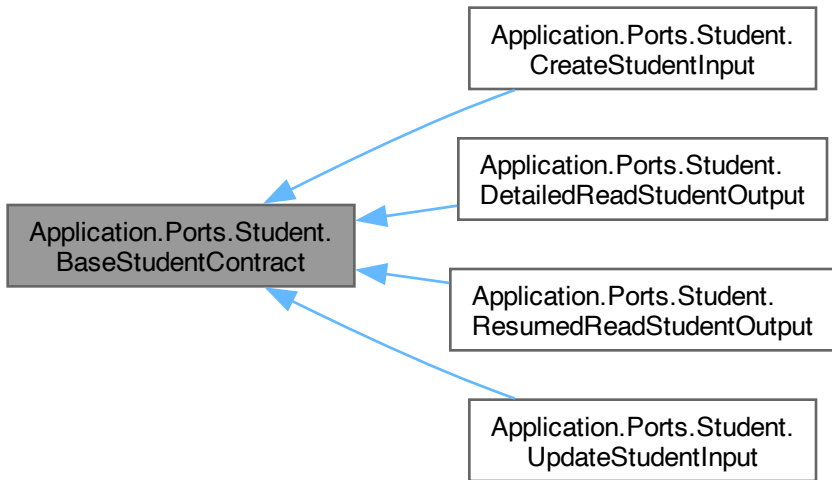 Application.Ports.Student.
CreateStudentInput
Application.Ports.Student.
DetailedReadStudentOutput
Application.Ports.Student.
BaseStudentContract
Application.Ports.Student.
ResumedReadStudentOutput
Application.Ports.Student.
UpdateStudentInput